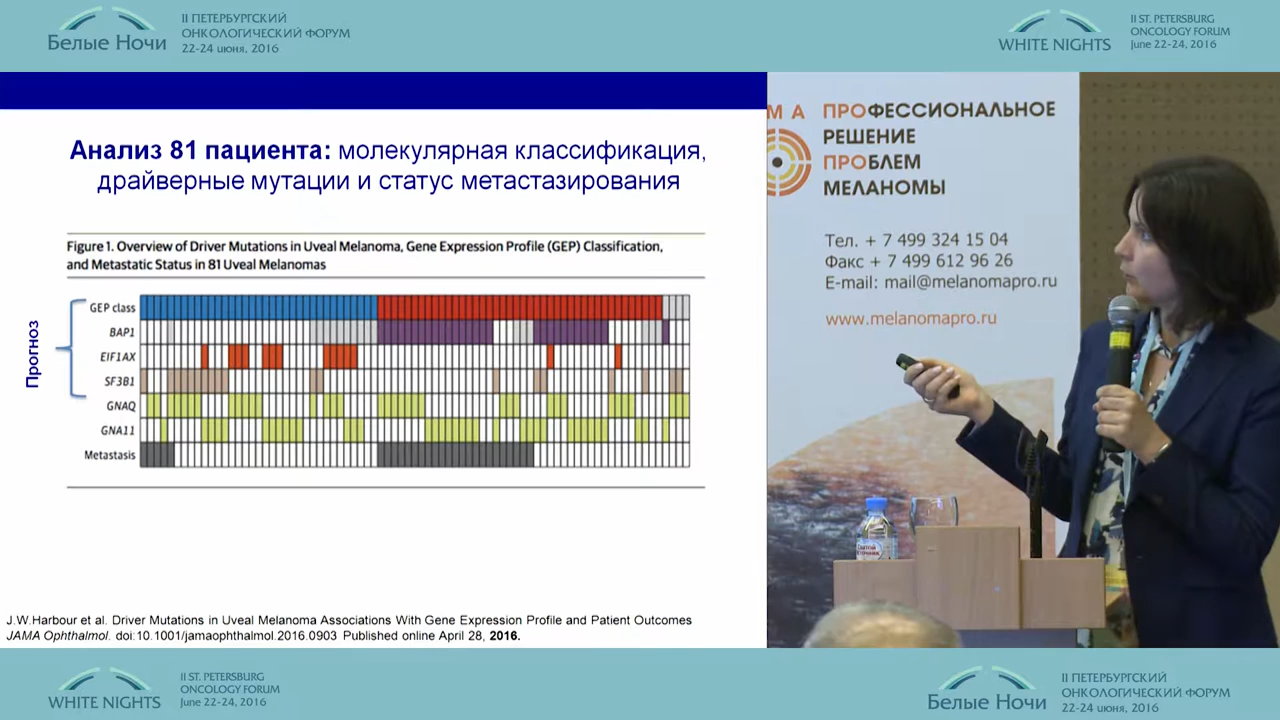 II ПЕТЕРБУРГСКИЙ
ОНКОЛОГИЧЕСКИЙ ФОРУМ
Белые Ночи
22-24 июня, 2016
II ST. PETERSBURG
ONCOLOGY FORUM
WHITE NIGHTS
June 22-24, 2016
Анализ 81 пациента: молекулярная классификация,
драйверные мутации и статус метастазирования
Figure 1. Overview of Driver Mutations in Uveal Melanoma, Gene Expression Profile (GEP) Classification,
and Metastatic Status in 81 Uveal Melanomas
Прогноз
GEP class
BAP1
EIF1AX
SF3B1
GNAQ
GNA11
Metastasis
J.W.Harbour et al. Driver Mutations in Uveal Melanoma Associations With Gene Expression Profile and Patient Outcomes
JAMA Ophthalmol. doi:10.1001/jamaophthalmol.2016.0903 Published online April 28, 2016.
М А
ПРОФЕССИОНАЛЬНОЕ
РЕШЕНИЕ
ПРОБЛЕМ
МЕЛАНОМЫ
Тел. + 7 499 324 15 04
Факс + 7 499 612 96 26
E-mail: mail@melanomapro.ru
www.melanomapro.ru
II ST. PETERSBURG
ONCOLOGY FORUM
WHITE NIGHTS
June 22-24, 2016
II ПЕТЕРБУРГСКИЙ
ОНКОЛОГИЧЕСКИЙ ФОРУМ
Белые Ночи
22-24 июня, 2016